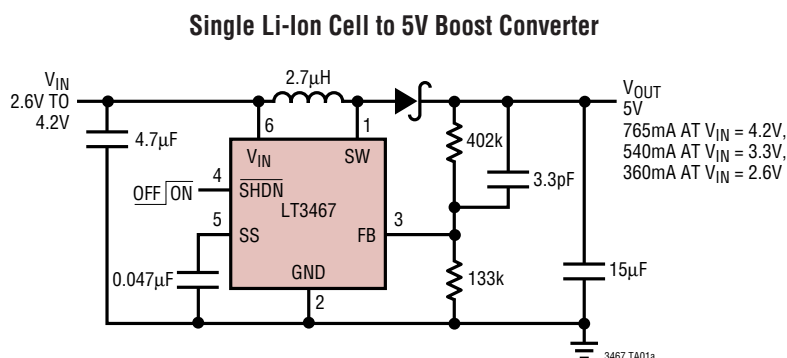 Single Li-Ion Cell to 5V Boost Converter
VIN
2.6V TO
4.2V
4.7µF
2.7µH
6
1
VIN
SW
4
OFF ON
SHDN
LT3467
5
SS
FB
3
GND
2
0.047µF
402k
3.3pF
133k
15µF
VOUT
5V
765mA AT VIN = 4.2V,
540mA AT VIN = 3.3V,
360mA AT VIN = 2.6V
3467 TA01a